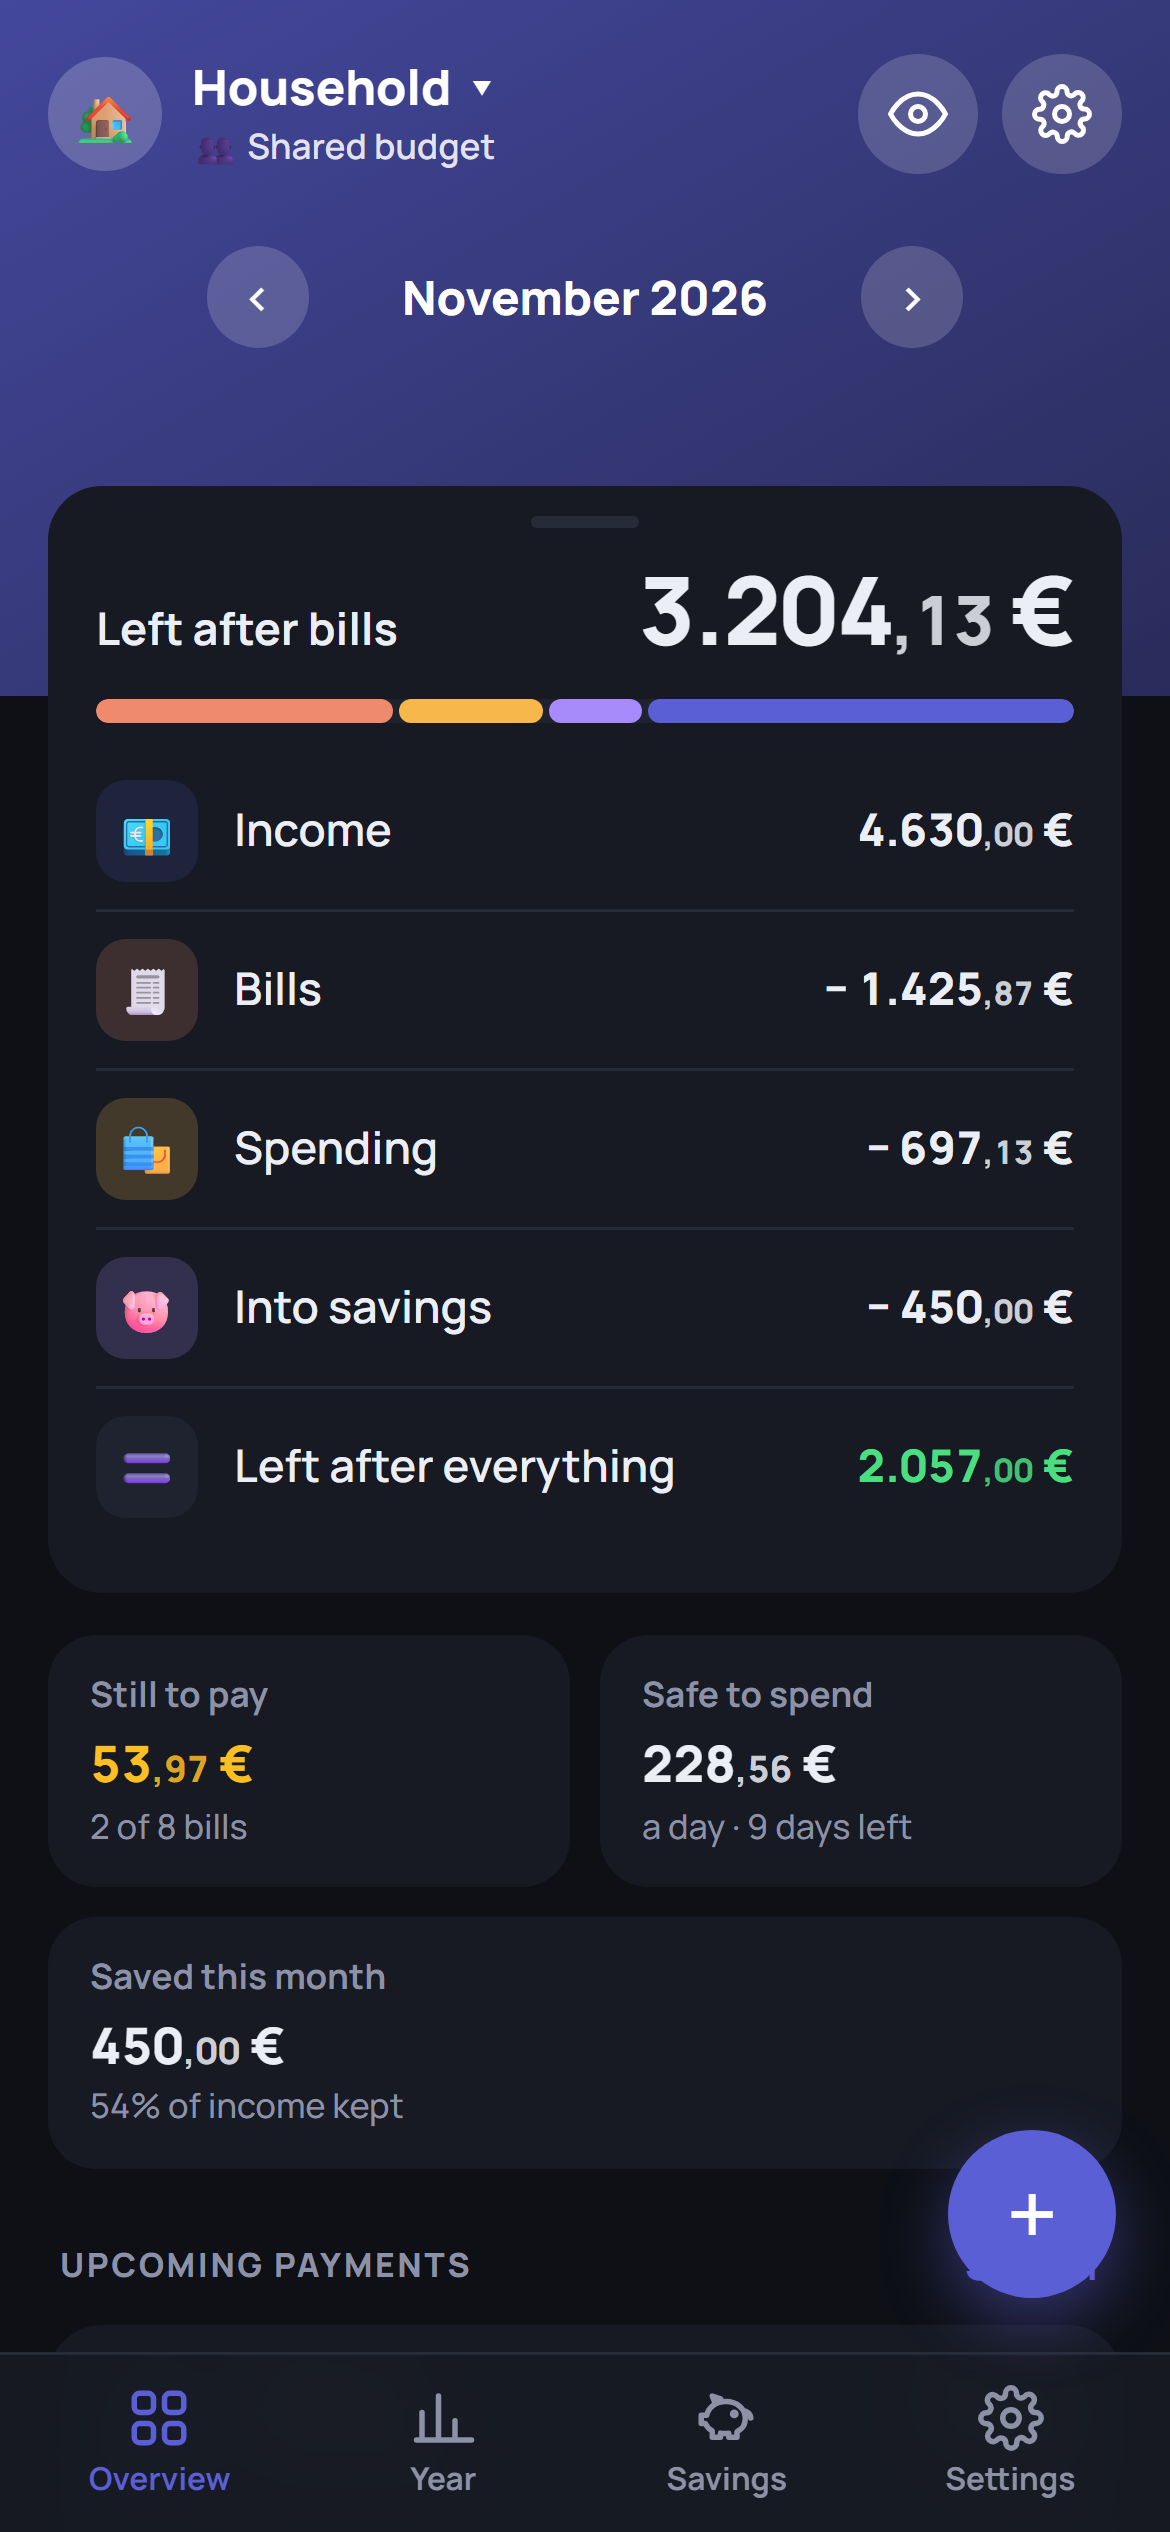 Household ▼
Shared budget
November 2026
Left after bills
3.204,13 €
Income
4.630,00 €
Bills
− 1.425,87 €
Spending
− 697,13 €
Into savings
− 450,00 €
Left after everything
2.057,00 €
Still to pay
53,97 €
2 of 8 bills
Safe to spend
228,56 €
a day · 9 days left
Saved this month
450,00 €
54% of income kept
+
UPCOMING PAYMENTS
Overview
Year
Savings
Settings